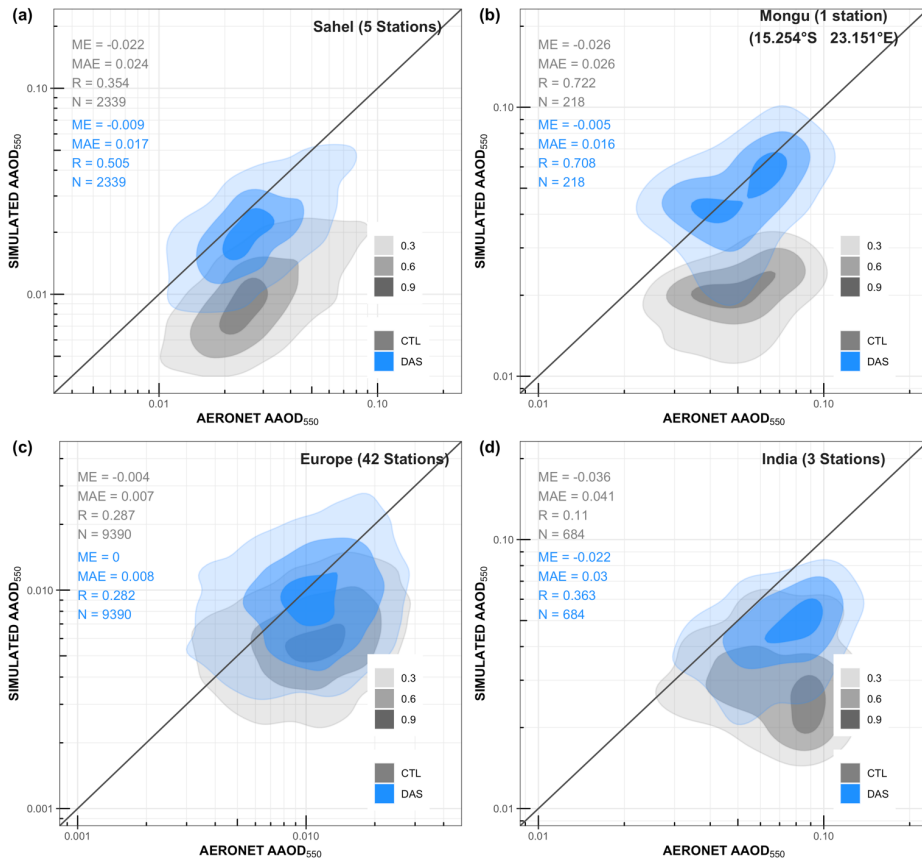 (a)
Sahel (5 Stations)
ME = -0.022
MAE = 0.024
R = 0.354
N = 2339
ME = -0.009
MAE = 0.017
R = 0.505
N = 2339
0.10
0.01
SIMULATED AAOD550
0.3
0.6
0.9
CTL
DAS
0.01
0.10
AERONET AAOD550
(b)
Mongu (1 station)
(15.254°S 23.151°E)
ME = -0.026
MAE = 0.026
R = 0.722
N = 218
ME = -0.005
MAE = 0.016
R = 0.708
N = 218
0.10
0.01
SIMULATED AAOD550
0.3
0.6
0.9
CTL
DAS
0.01
0.10
AERONET AAOD550
(c)
Europe (42 Stations)
ME = -0.004
MAE = 0.007
R = 0.287
N = 9390
ME = 0
MAE = 0.008
R = 0.282
N = 9390
0.010
0.001
SIMULATED AAOD550
0.3
0.6
0.9
CTL
DAS
0.001
0.010
AERONET AAOD550
(d)
India (3 Stations)
ME = -0.036
MAE = 0.041
R = 0.11
N = 684
ME = -0.022
MAE = 0.03
R = 0.363
N = 684
0.10
0.01
SIMULATED AAOD550
0.3
0.6
0.9
CTL
DAS
0.01
0.10
AERONET AAOD550